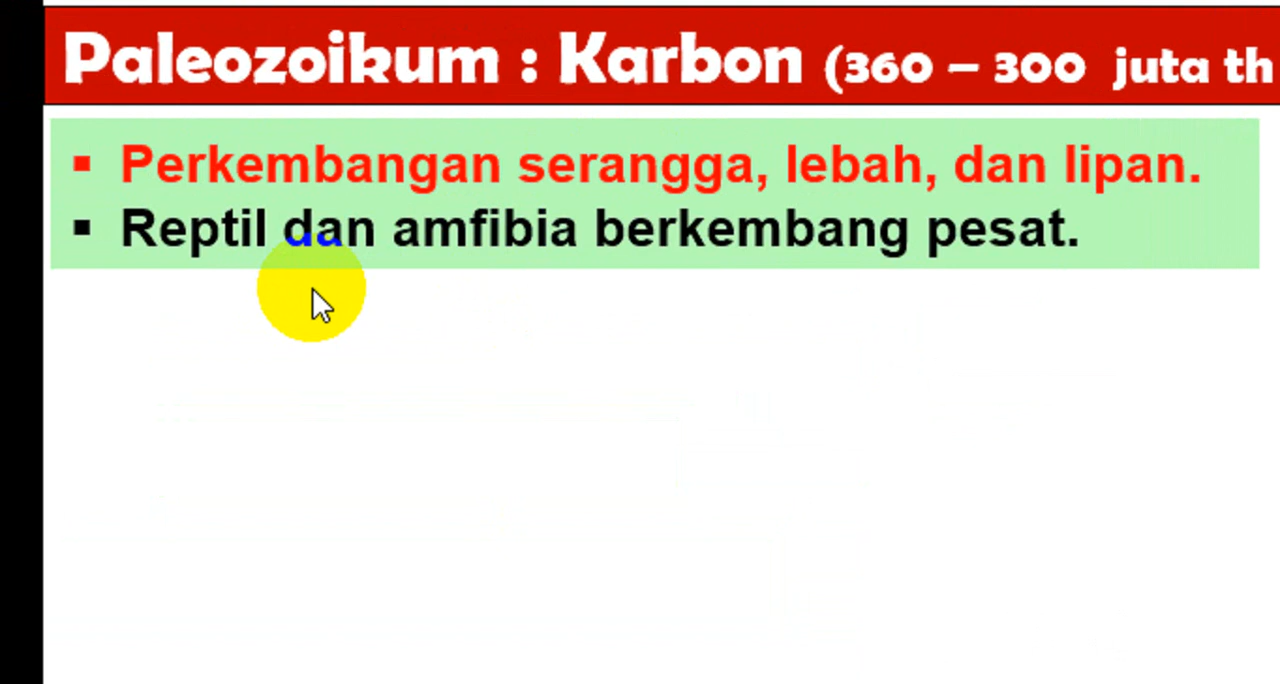 Paleozoikum : Karbon (360 – 300 juta th
▪ Perkembangan serangga, lebah, dan lipan.
▪ Reptil dan amfibia berkembang pesat.